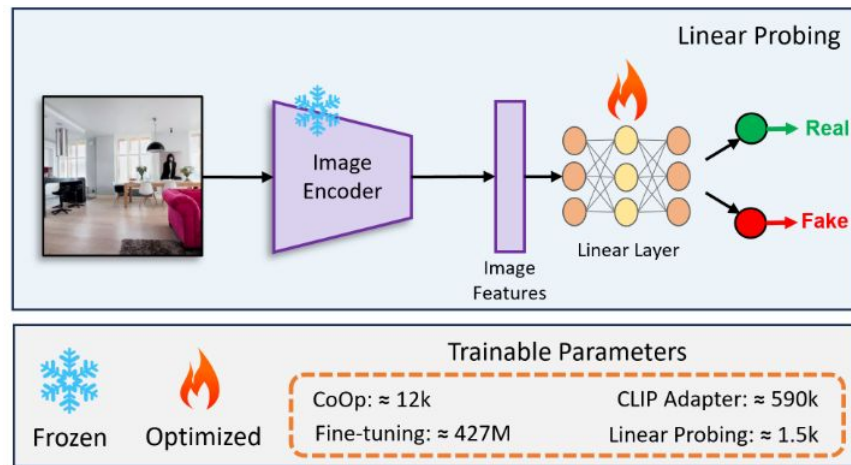 Linear Probing
Image
Encoder
Real
Fake
Linear Layer
Image
Features
Trainable Parameters
Frozen
Optimized
CoOp: ≈ 12k
CLIP Adapter: ≈ 590k
Fine-tuning: ≈ 427M
Linear Probing: ≈ 1.5k